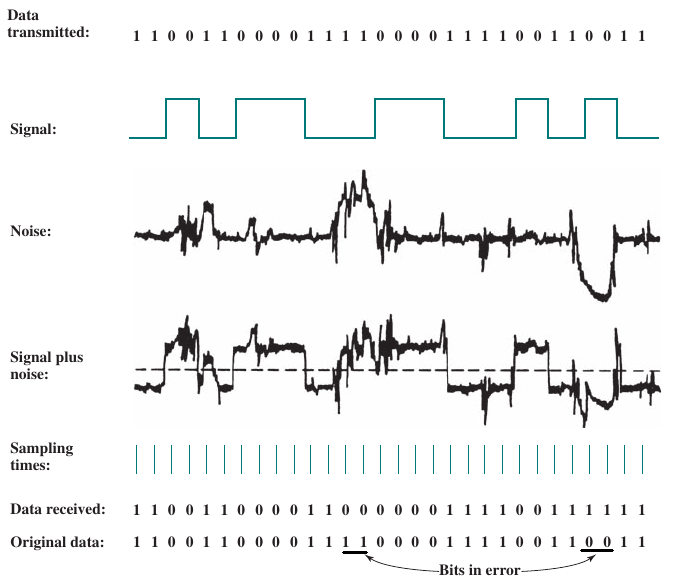 Data
transmitted: 1 1 0 0 1 1 0 0 0 0 1 1 1 1 0 0 0 0 1 1 1 1 0 0 1 1 0 0 1 1
Signal:
Noise:
Signal plus
noise:
Sampling
times:
Data received: 1 1 0 0 1 1 0 0 0 0 1 1 0 0 0 0 0 0 1 1 1 1 0 0 1 1 1 1 1 1
Original data: 1 1 0 0 1 1 0 0 0 0 1 1 1 1 0 0 0 0 1 1 1 1 0 0 1 1 0 0 1 1
Bits in error